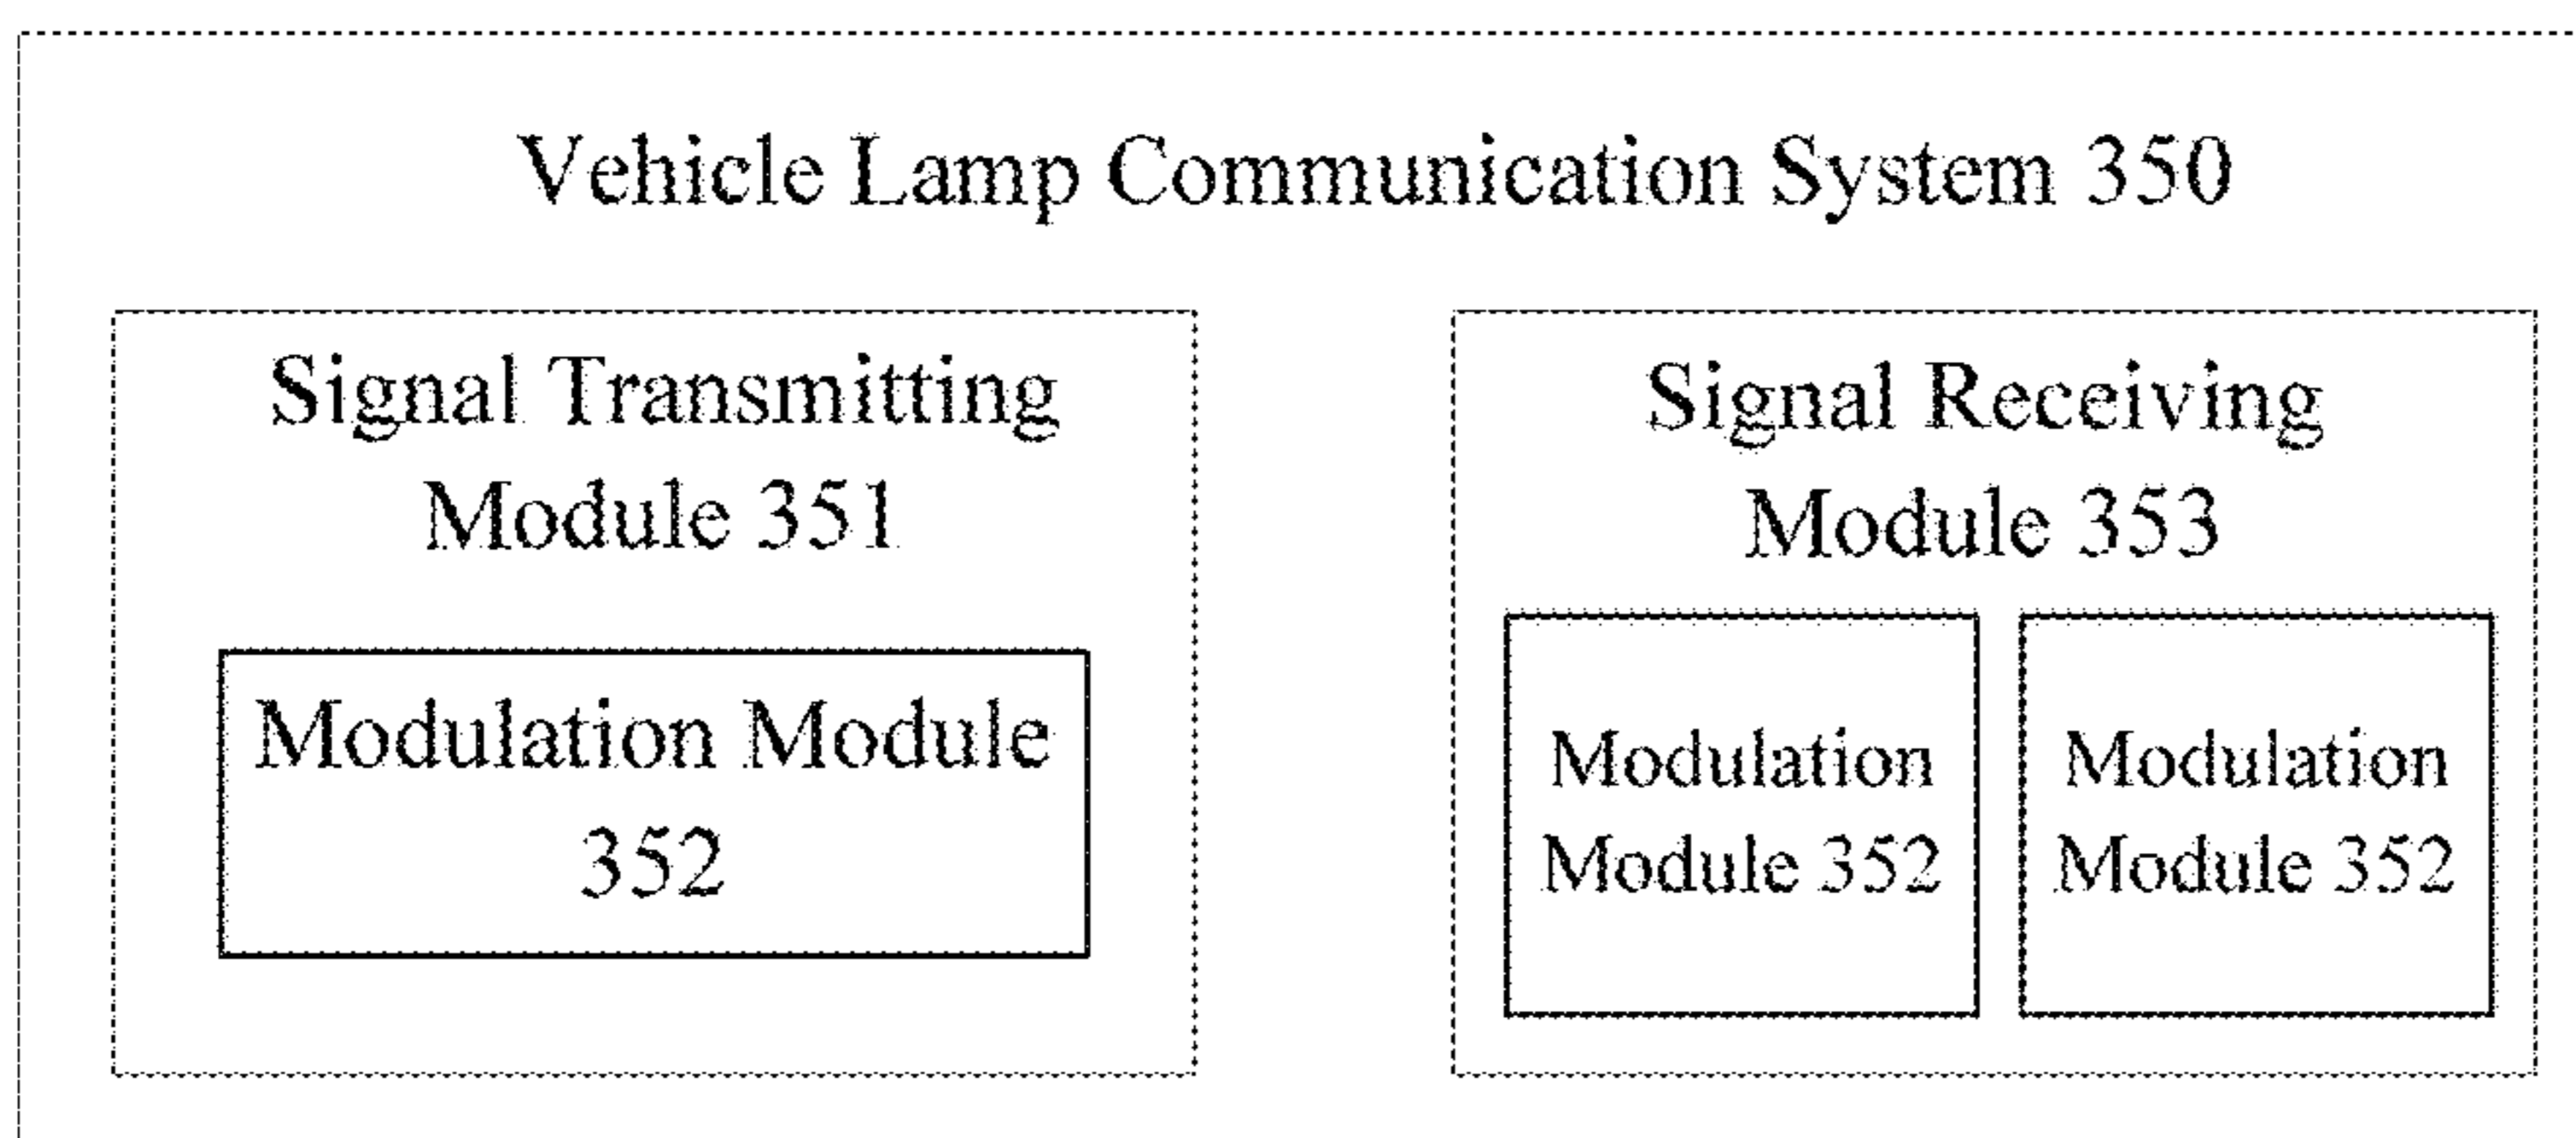 Vehicle Lamp Communication System 350
Signal Transmitting
Module 351
Modulation Module
352
Signal Receiving
Module 353
Modulation
Module 352
Modulation
Module 352